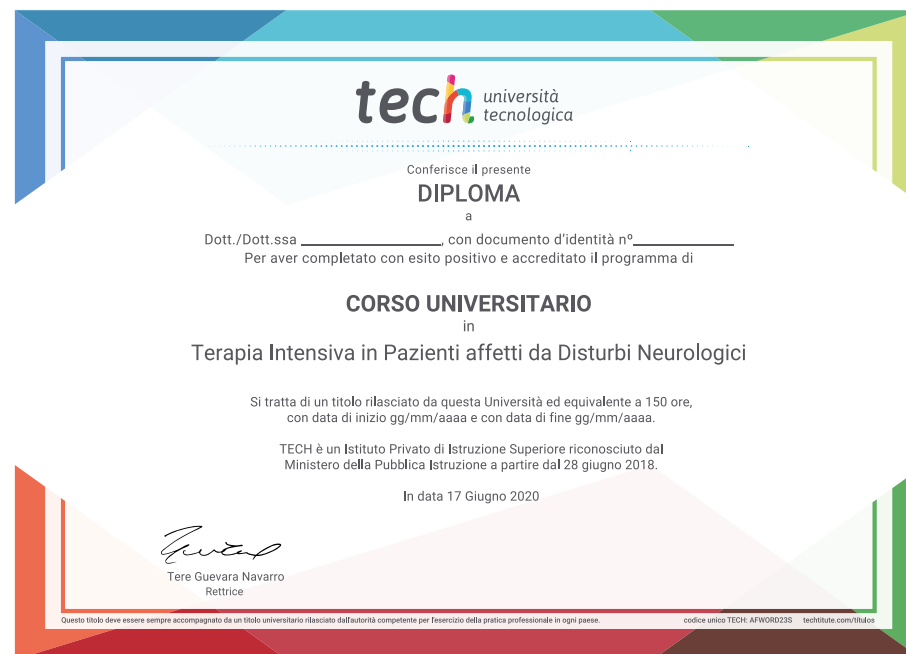 tech università
tecnologica
Conferisce il presente
DIPLOMA
a
Dott./Dott.ssa ____________________, con documento d'identità nº______________
Per aver completato con esito positivo e accreditato il programma di
CORSO UNIVERSITARIO
in
Terapia Intensiva in Pazienti affetti da Disturbi Neurologici
Si tratta di un titolo rilasciato da questa Università ed equivalente a 150 ore,
con data di inizio gg/mm/aaaa e con data di fine gg/mm/aaaa.
TECH è un Istituto Privato di Istruzione Superiore riconosciuto dal
Ministero della Pubblica Istruzione a partire dal 28 giugno 2018.
In data 17 Giugno 2020
Tere Guevara Navarro
Rettrice
Questo titolo deve essere sempre accompagnato da un titolo universitario rilasciato dall'autorità competente per l'esercizio della pratica professionale in ogni paese. codice unico TECH: AFWORD23S techtitute.com/títulos